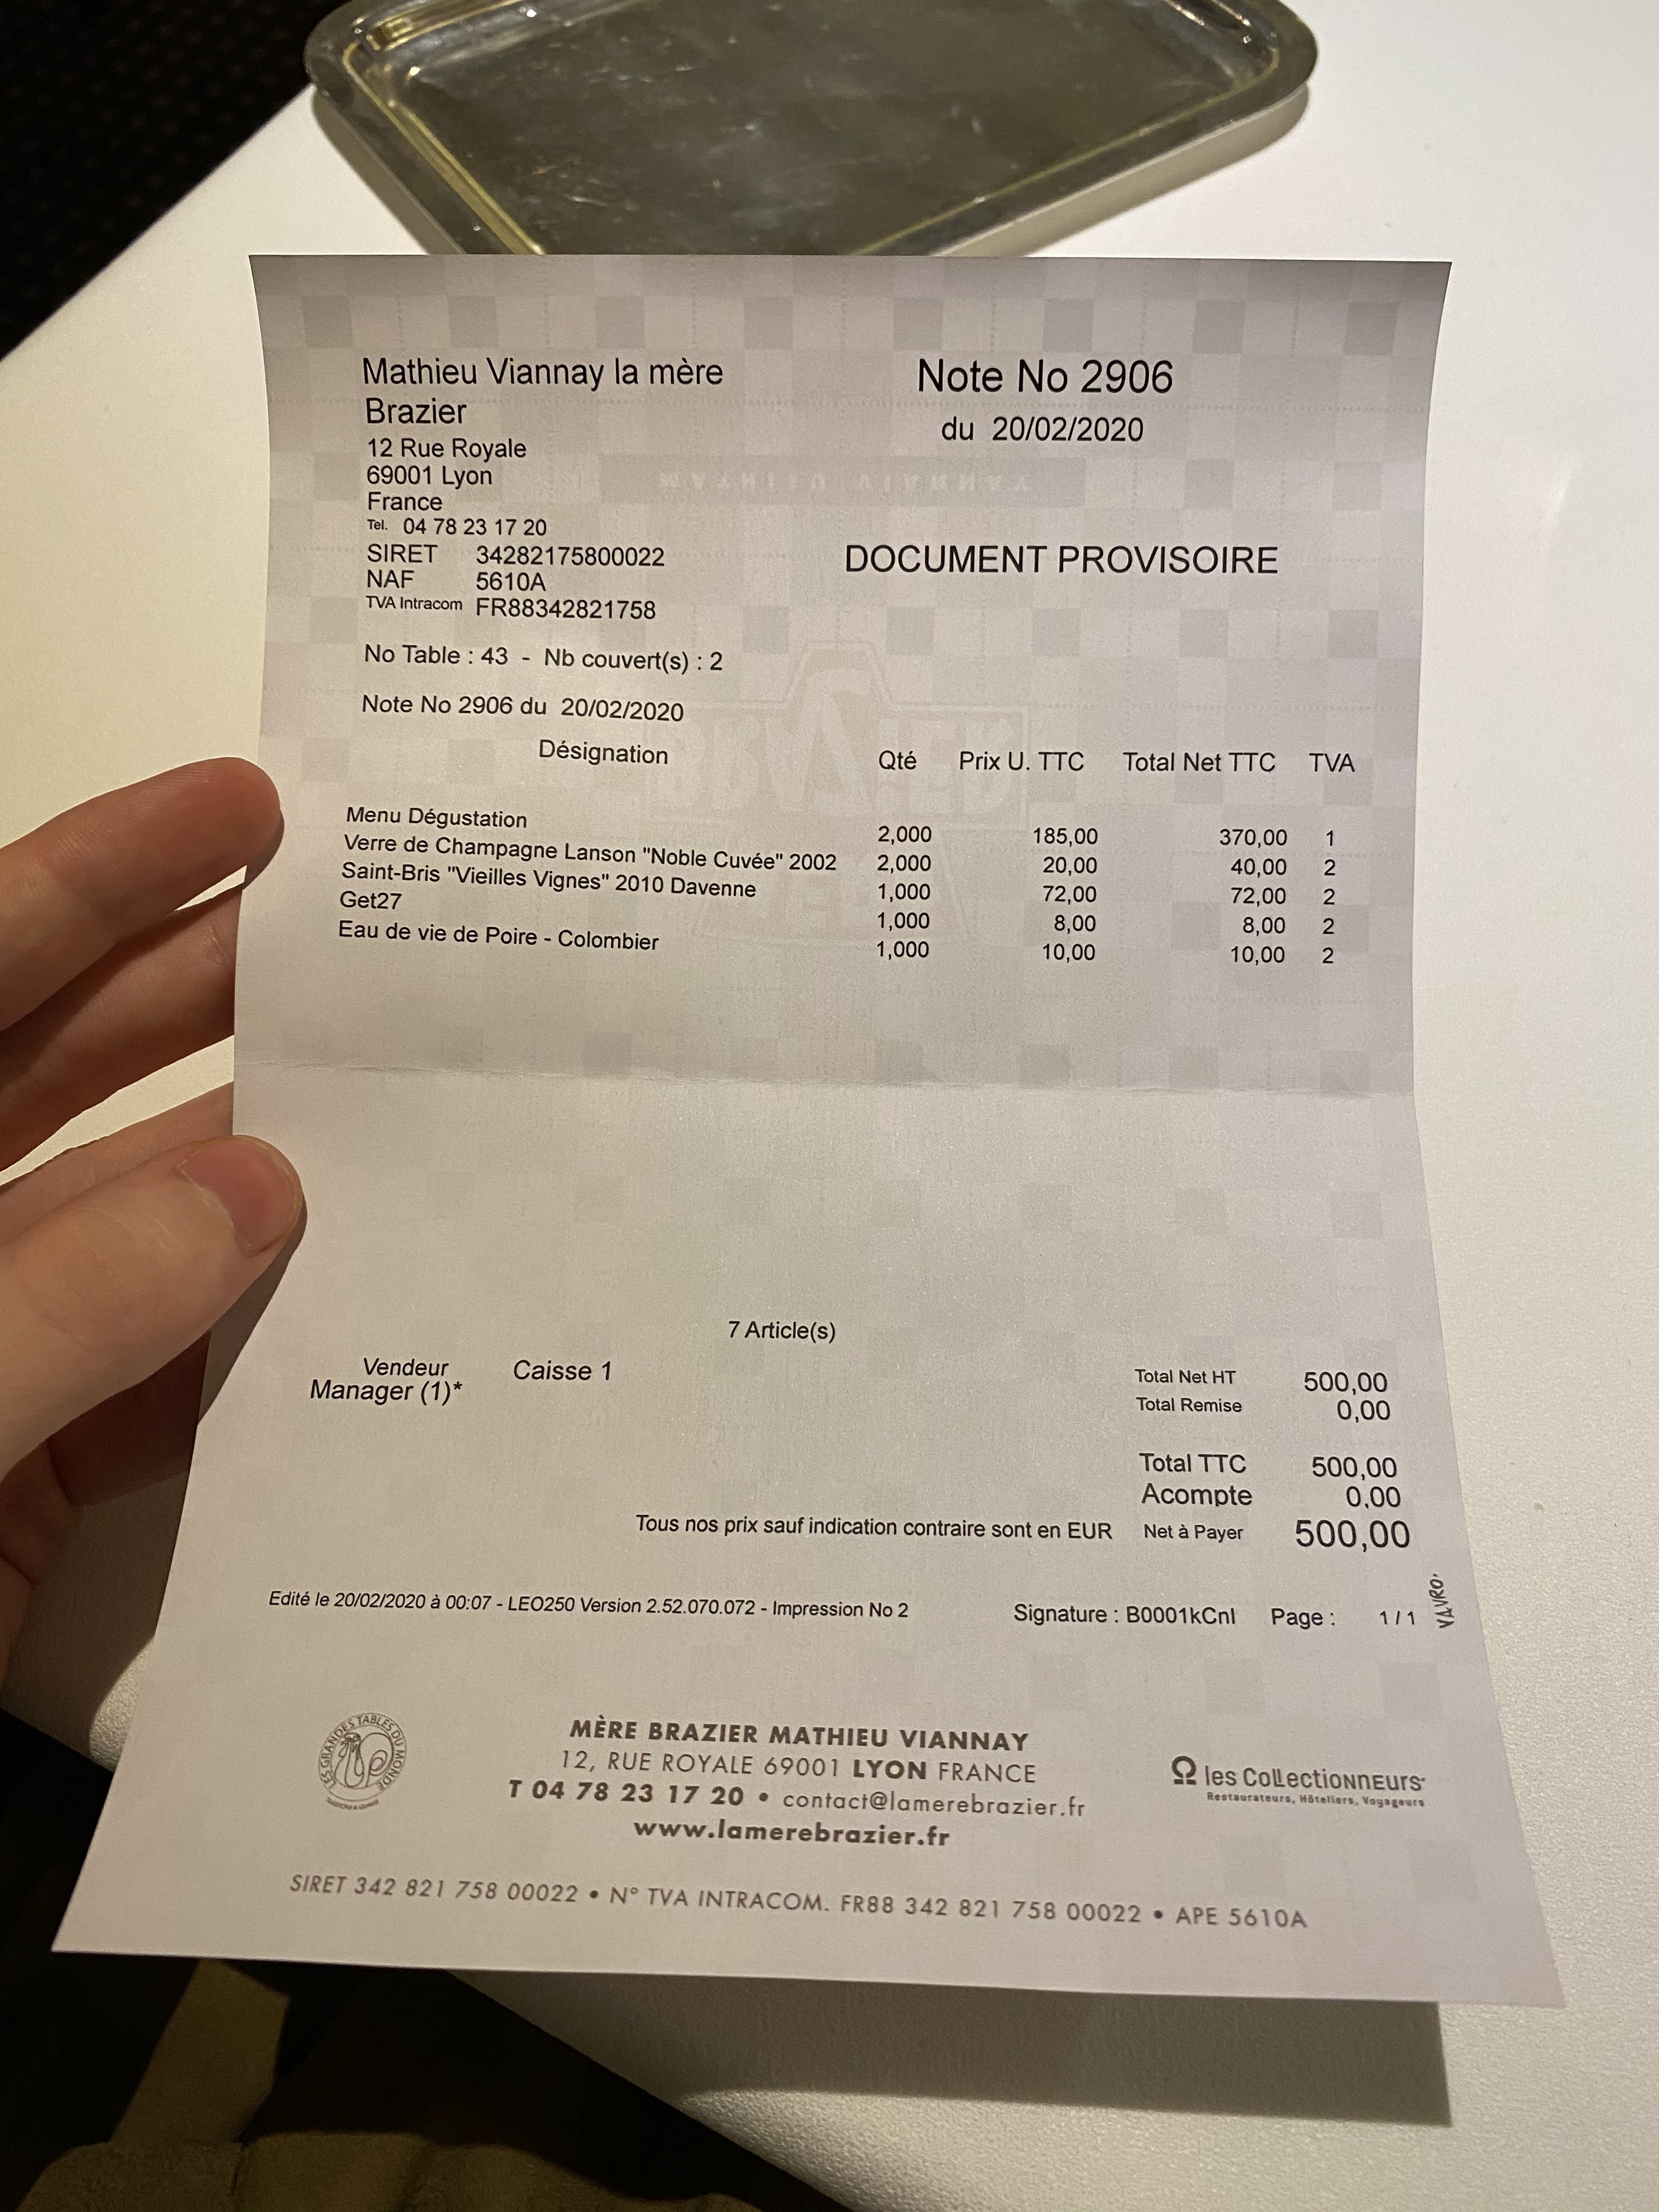 Mathieu Viannay la mère
Brazier
12 Rue Royale
69001 Lyon
France
Tel. 04 78 23 17 20
SIRET 34282175800022
NAF 5610A
TVA Intracom FR88342821758
Note No 2906
du 20/02/2020
DOCUMENT PROVISOIRE
No Table : 43 - Nb couvert(s) : 2
Note No 2906 du 20/02/2020
Désignation Qté Prix U. TTC Total Net TTC TVA
Menu Dégustation 2,000 185,00 370,00 1
Verre de Champagne Lanson "Noble Cuvée" 2002 2,000 20,00 40,00 2
Saint-Bris "Vieilles Vignes" 2010 Davenne 1,000 72,00 72,00 2
Get27 1,000 8,00 8,00 2
Eau de vie de Poire - Colombier 1,000 10,00 10,00 2
7 Article(s)
Vendeur Caisse 1
Manager (1)*
Total Net HT 500,00
Total Remise 0,00
Total TTC 500,00
Acompte 0,00
Tous nos prix sauf indication contraire sont en EUR Net à Payer 500,00
Edité le 20/02/2020 à 00:07 - LEO250 Version 2.52.070.072 - Impression No 2 Signature : B0001kCnI Page : 1 / 1
VAVRO.
LES GRANDES TABLES DU MONDE
MÈRE BRAZIER MATHIEU VIANNAY
12, RUE ROYALE 69001 LYON FRANCE
T 04 78 23 17 20 • contact@lamerebrazier.fr
www.lamerebrazier.fr
les Collectionneurs
Restaurateurs, Hôteliers, Voyageurs
SIRET 342 821 758 00022 • N° TVA INTRACOM. FR88 342 821 758 00022 • APE 5610A